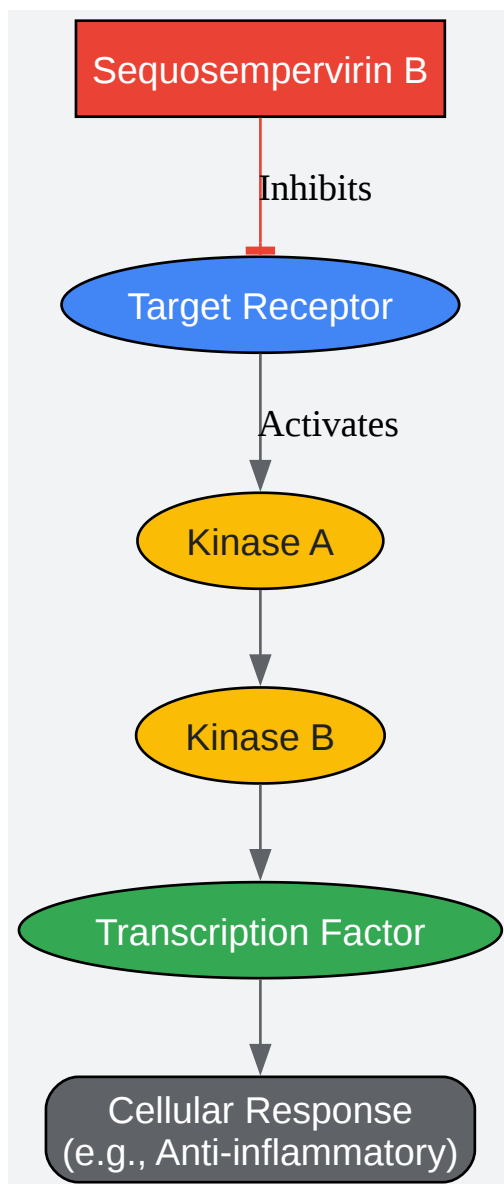 Sequosempervirin B
Inhibits
Target Receptor
Activates
Kinase A
Kinase B
Transcription Factor
Cellular Response
(e.g., Anti-inflammatory)